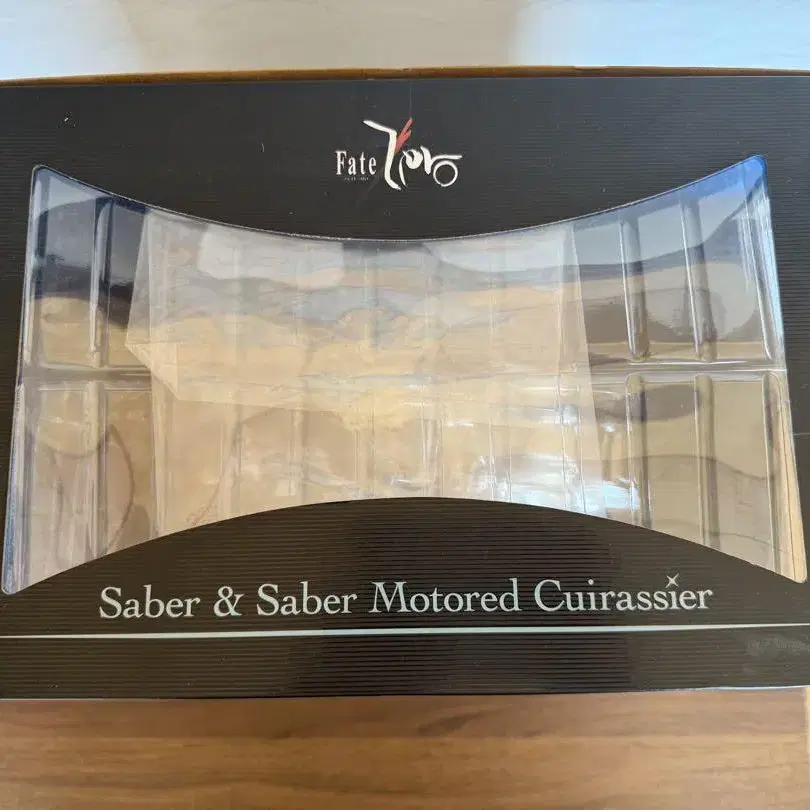 Fate
Zero
Saber & Saber Motored Cuirassier